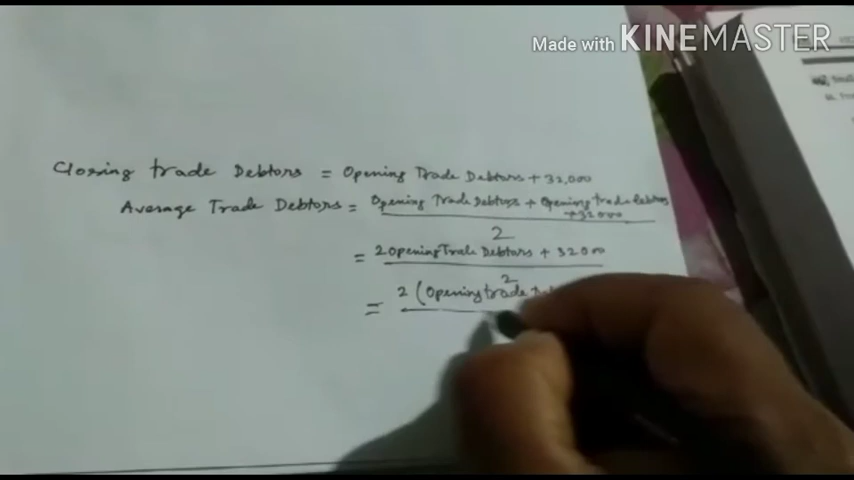 Made with KINEMASTER
Closing trade Debtors = Opening Trade Debtors + 32,000
Average Trade Debtors = Opening Trade Debtors + Opening trade Debtors + 32000
2
= 2 Opening Trade Debtors + 32000
2
= 2 (Opening trade